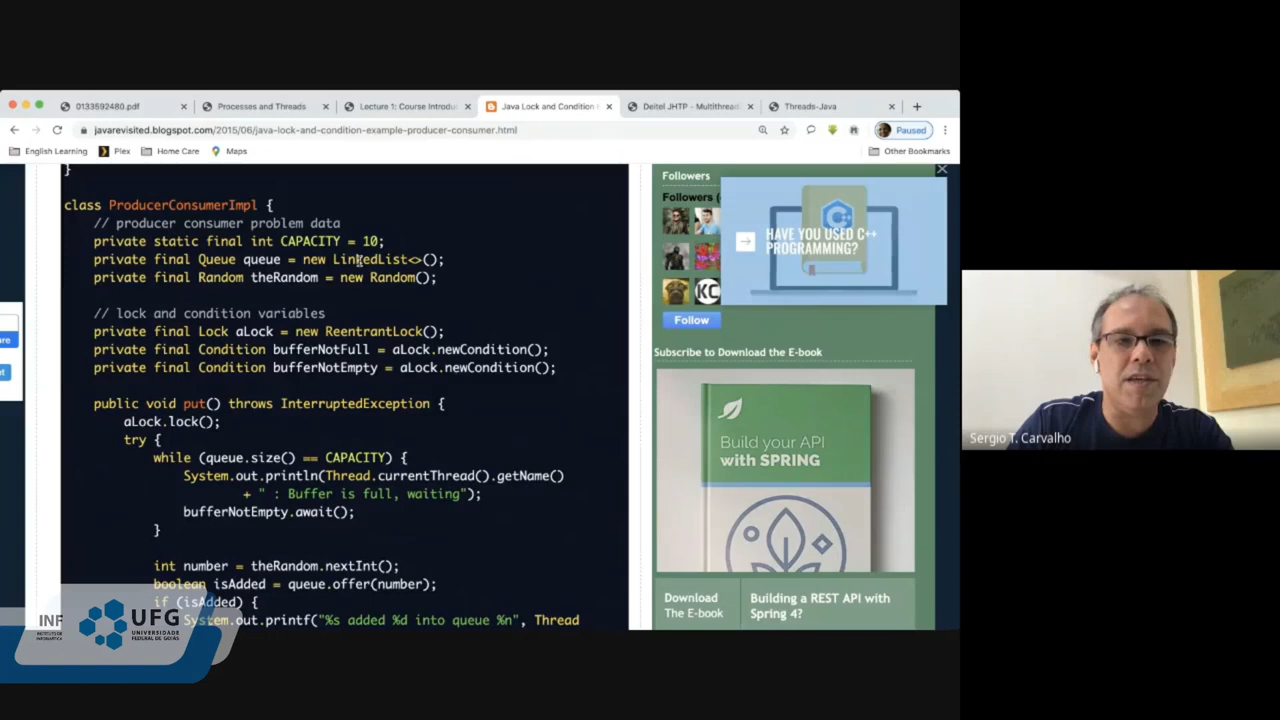 0133592480.pdf
Processes and Threads
Lecture 1: Course Introdu
Java Lock and Condition
Deitel JHTP - Multithread
Threads-Java
javarevisited.blogspot.com/2015/06/java-lock-and-condition-example-producer-consumer.html
Paused
English Learning
Plex
Home Care
Maps
Other Bookmarks
}
class ProducerConsumerImpl {
// producer consumer problem data
private static final int CAPACITY = 10;
private final Queue queue = new LinkedList<>();
private final Random theRandom = new Random();
// lock and condition variables
private final Lock aLock = new ReentrantLock();
private final Condition bufferNotFull = aLock.newCondition();
private final Condition bufferNotEmpty = aLock.newCondition();
public void put() throws InterruptedException {
aLock.lock();
try {
while (queue.size() == CAPACITY) {
System.out.println(Thread.currentThread().getName()
+ " : Buffer is full, waiting");
bufferNotEmpty.await();
}
int number = theRandom.nextInt();
boolean isAdded = queue.offer(number);
if (isAdded) {
System.out.printf("%s added %d into queue %n", Thread
Followers
Followers (
HAVE YOU USED C++
PROGRAMMING?
KC
Follow
Subscribe to Download the E-book
Build your API
with SPRING
Download
The E-book
Building a REST API with
Spring 4?
Sergio T. Carvalho
INF
INSTITUTO DE
INFORMÁTICA
UFG
UNIVERSIDADE
FEDERAL DE GOIÁS